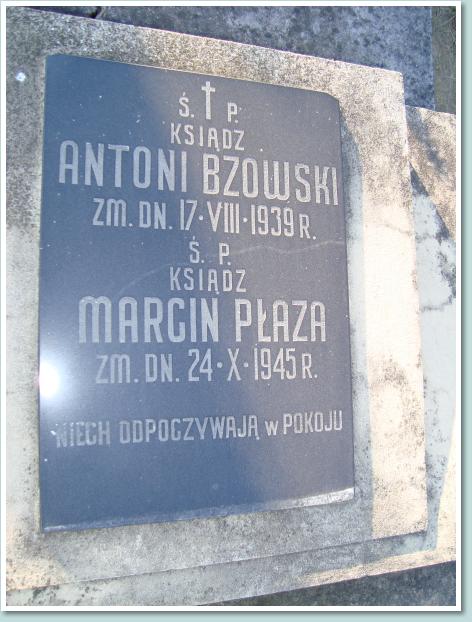 Ś. † P.
KSIĄDZ
ANTONI BZOWSKI
ZM. DN. 17·VIII·1939 R.
Ś. P.
KSIĄDZ
MARCIN PŁAZA
ZM. DN. 24·X·1945 R.
NIECH ODPOCZYWAJĄ w POKOJU